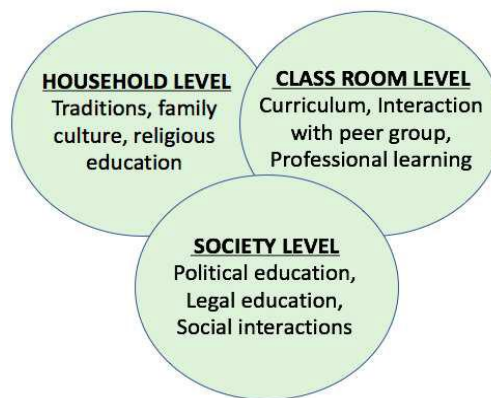 HOUSEHOLD LEVEL
Traditions, family
culture, religious
education
CLASS ROOM LEVEL
Curriculum, Interaction
with peer group,
Professional learning
SOCIETY LEVEL
Political education,
Legal education,
Social interactions